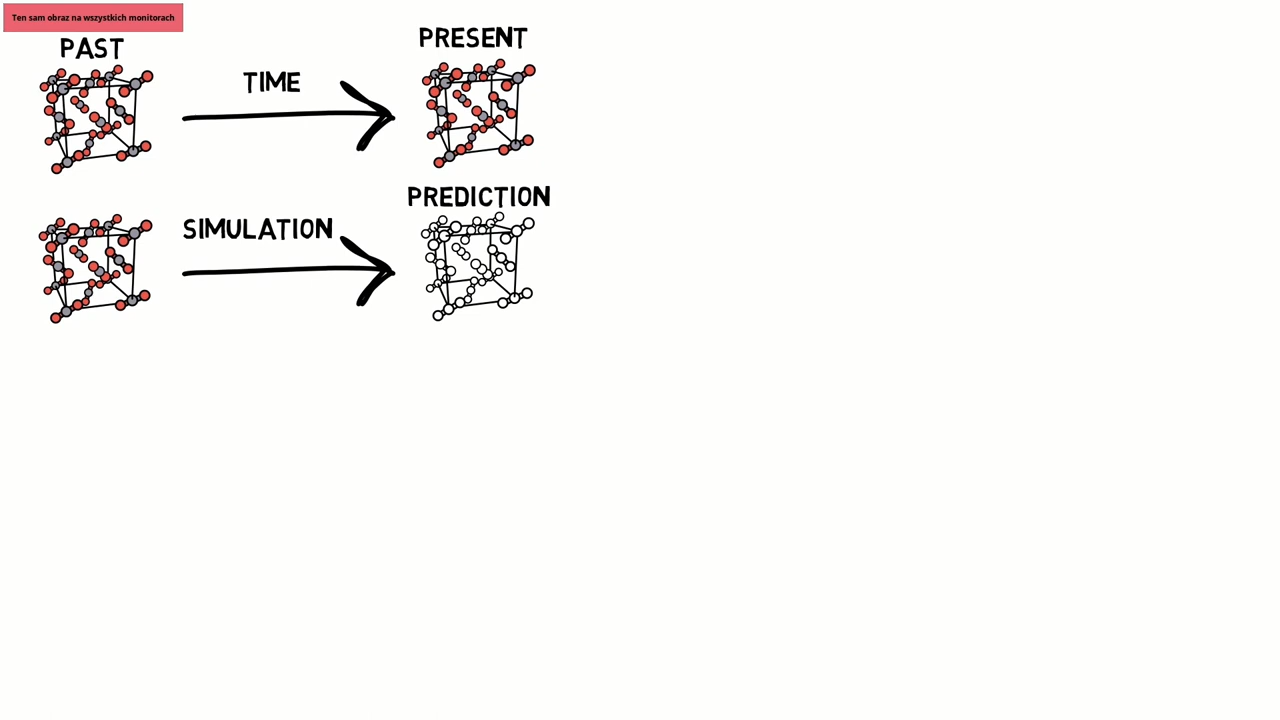 Ten sam obraz na wszystkich monitorach
PAST
PRESENT
TIME
PREDICTION
SIMULATION